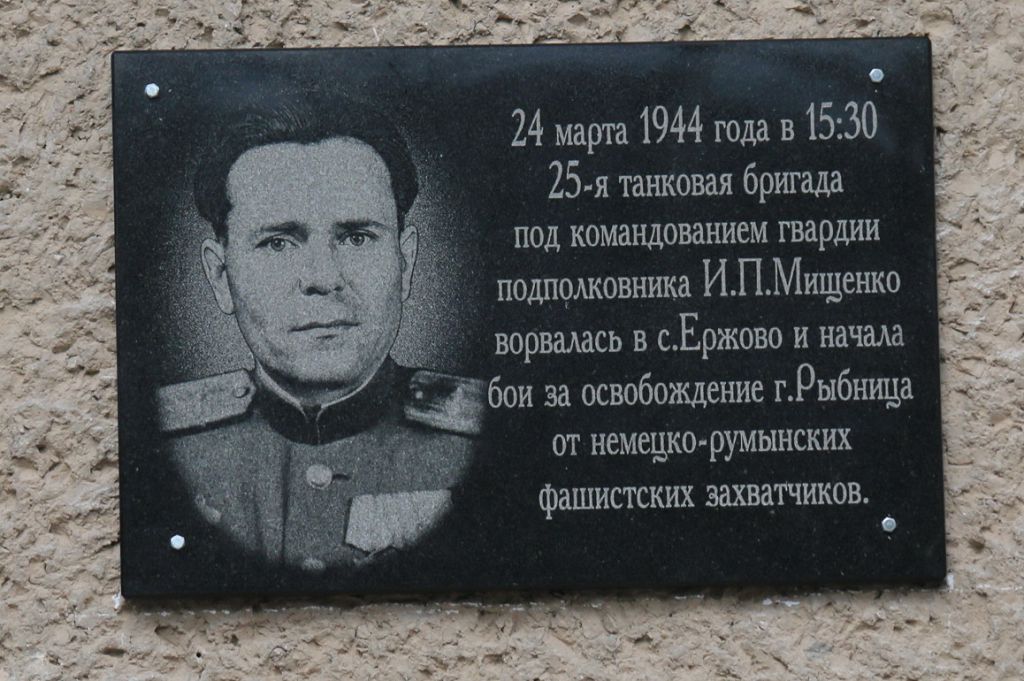 24 марта 1944 года в 15:30
25-я танковая бригада
под командованием гвардии
подполковника И.П.Мищенко
ворвалась в с.Ержово и начала
бои за освобождение г.Рыбница
от немецко-румынских
фашистских захватчиков.